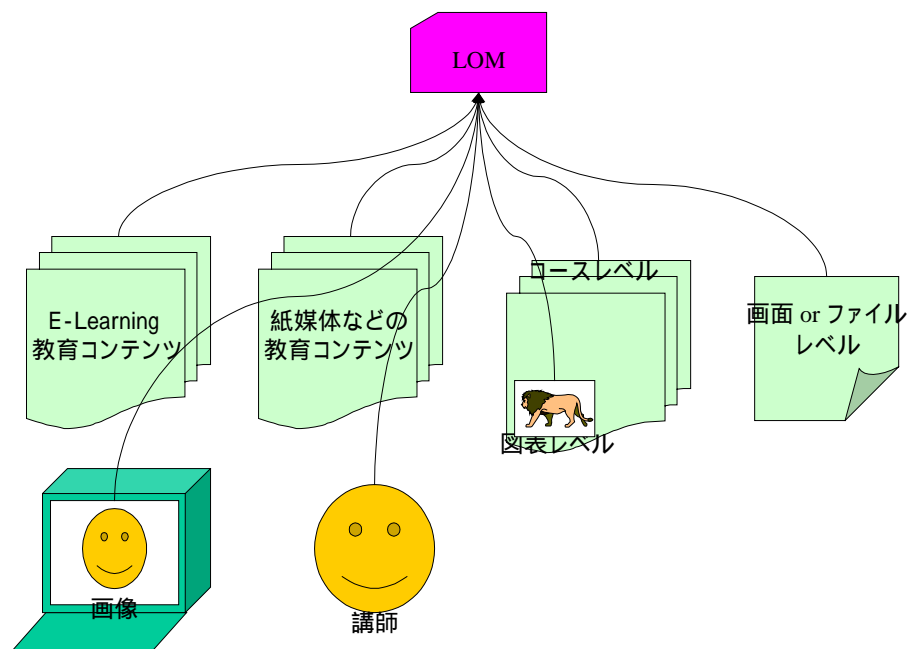 LOM
E-Learning
教育コンテンツ
紙媒体などの
教育コンテンツ
コースレベル
図表レベル
画面 or ファイル
レベル
画像
講師